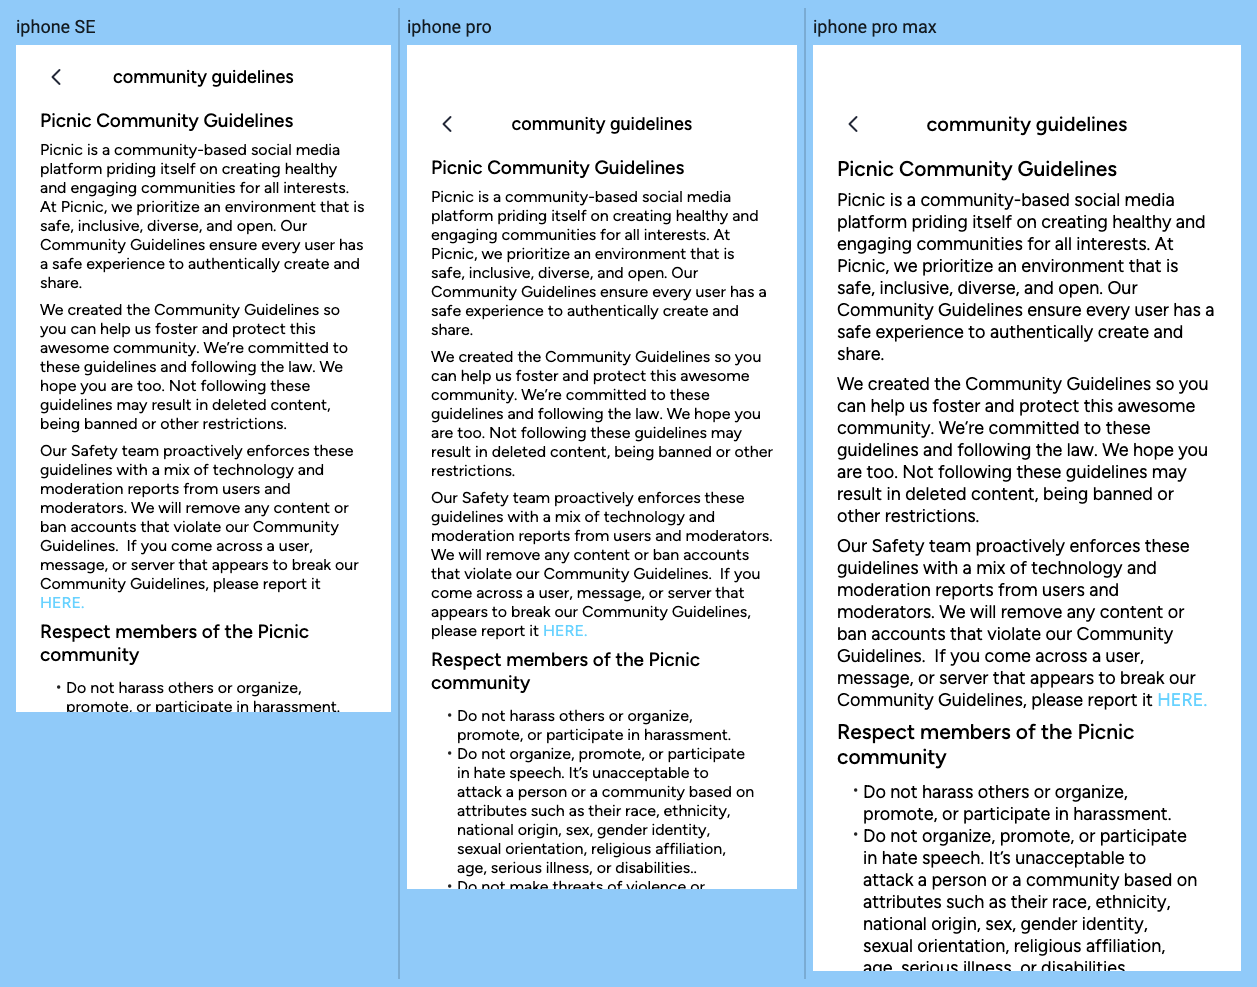 iphone SE
community guidelines
Picnic Community Guidelines
Picnic is a community-based social media
platform priding itself on creating healthy
and engaging communities for all interests.
At Picnic, we prioritize an environment that is
safe, inclusive, diverse, and open. Our
Community Guidelines ensure every user has
a safe experience to authentically create and
share.
We created the Community Guidelines so
you can help us foster and protect this
awesome community. We’re committed to
these guidelines and following the law. We
hope you are too. Not following these
guidelines may result in deleted content,
being banned or other restrictions.
Our Safety team proactively enforces these
guidelines with a mix of technology and
moderation reports from users and
moderators. We will remove any content or
ban accounts that violate our Community
Guidelines.  If you come across a user,
message, or server that appears to break our
Community Guidelines, please report it
HERE.
Respect members of the Picnic
community
• Do not harass others or organize,
promote, or participate in harassment.
iphone pro
community guidelines
Picnic Community Guidelines
Picnic is a community-based social media
platform priding itself on creating healthy and
engaging communities for all interests. At
Picnic, we prioritize an environment that is
safe, inclusive, diverse, and open. Our
Community Guidelines ensure every user has a
safe experience to authentically create and
share.
We created the Community Guidelines so you
can help us foster and protect this awesome
community. We’re committed to these
guidelines and following the law. We hope you
are too. Not following these guidelines may
result in deleted content, being banned or other
restrictions.
Our Safety team proactively enforces these
guidelines with a mix of technology and
moderation reports from users and moderators.
We will remove any content or ban accounts
that violate our Community Guidelines.  If you
come across a user, message, or server that
appears to break our Community Guidelines,
please report it HERE.
Respect members of the Picnic
community
• Do not harass others or organize,
promote, or participate in harassment.
• Do not organize, promote, or participate
in hate speech. It’s unacceptable to
attack a person or a community based on
attributes such as their race, ethnicity,
national origin, sex, gender identity,
sexual orientation, religious affiliation,
age, serious illness, or disabilities..
• Do not make threats of violence or
iphone pro max
community guidelines
Picnic Community Guidelines
Picnic is a community-based social media
platform priding itself on creating healthy and
engaging communities for all interests. At
Picnic, we prioritize an environment that is
safe, inclusive, diverse, and open. Our
Community Guidelines ensure every user has a
safe experience to authentically create and
share.
We created the Community Guidelines so you
can help us foster and protect this awesome
community. We’re committed to these
guidelines and following the law. We hope you
are too. Not following these guidelines may
result in deleted content, being banned or
other restrictions.
Our Safety team proactively enforces these
guidelines with a mix of technology and
moderation reports from users and
moderators. We will remove any content or
ban accounts that violate our Community
Guidelines.  If you come across a user,
message, or server that appears to break our
Community Guidelines, please report it HERE.
Respect members of the Picnic
community
• Do not harass others or organize,
promote, or participate in harassment.
• Do not organize, promote, or participate
in hate speech. It’s unacceptable to
attack a person or a community based on
attributes such as their race, ethnicity,
national origin, sex, gender identity,
sexual orientation, religious affiliation,
age, serious illness, or disabilities